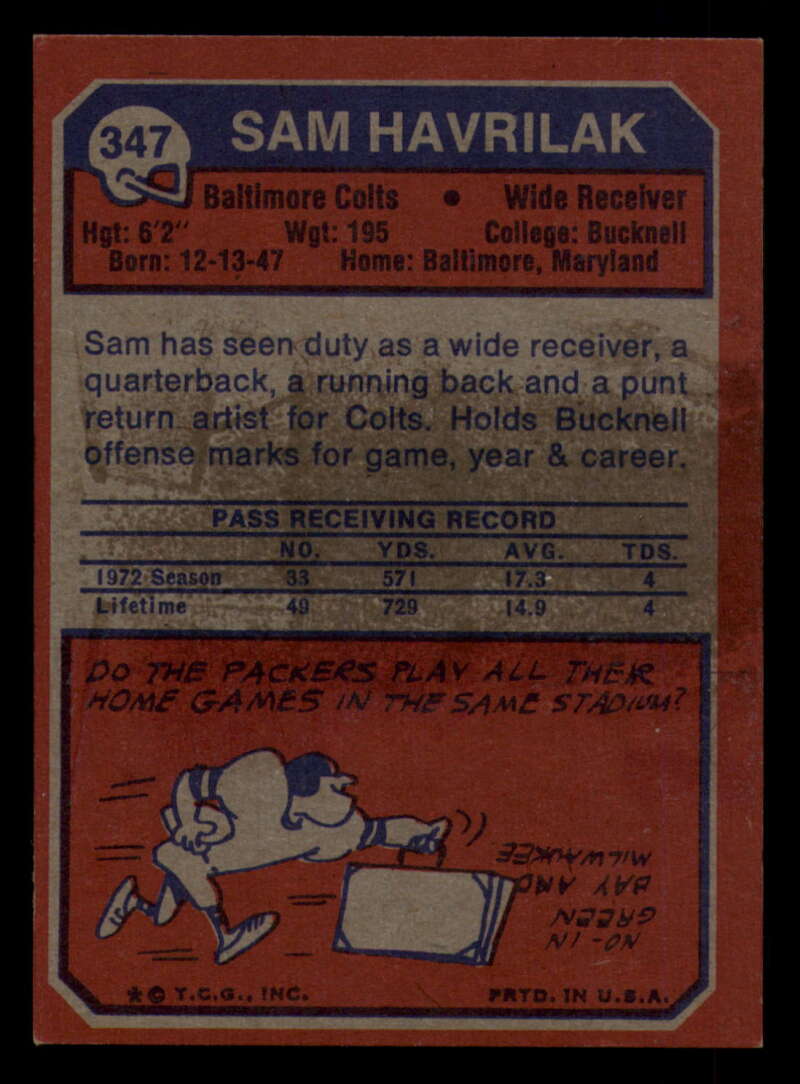 347
SAM HAVRILAK
Baltimore Colts • Wide Receiver
Hgt: 6'2" Wgt: 195 College: Bucknell
Born: 12-13-47 Home: Baltimore, Maryland
Sam has seen duty as a wide receiver, a
quarterback, a running back and a punt
return artist for Colts. Holds Bucknell
offense marks for game, year & career.
PASS RECEIVING RECORD
NO. YDS. AVG. TDS.
1972 Season 33 571 17.3 4
Lifetime 49 729 14.9 4
DO THE PACKERS PLAY ALL THEIR
HOME GAMES IN THE SAME STADIUM?
NO - IN
GREEN
BAY AND
MILWAUKEE
* © T.C.G., INC. PRTD. IN U.S.A.